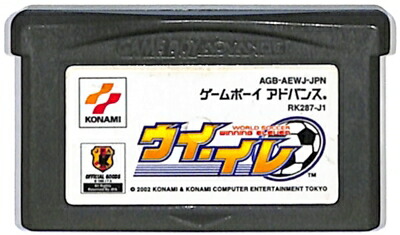 GAME BOY ADVANCE
AGB-AEWJ-JPN
KONAMI
ゲームボーイ アドバンス®
RK287-J1
WORLD SOCCER
WINNING ELEVEN
ウイ・イレ
OFFICIAL GOODS
© 2002 KONAMI & KONAMI COMPUTER ENTERTAINMENT TOKYO